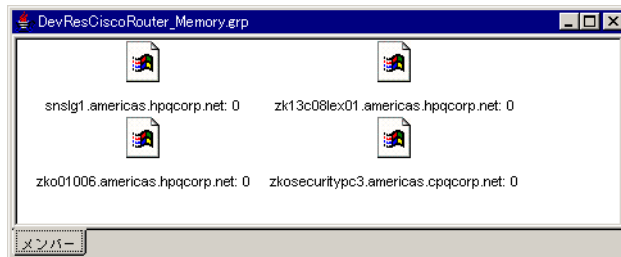 DevResCiscoRouter_Memory.grp
snslg1.americas.hpqcorp.net: 0 zk13c08lex01.americas.hpqcorp.net: 0
zko01006.americas.hpqcorp.net: 0 zkosecuritypc3.americas.cpqcorp.net: 0
メンバー